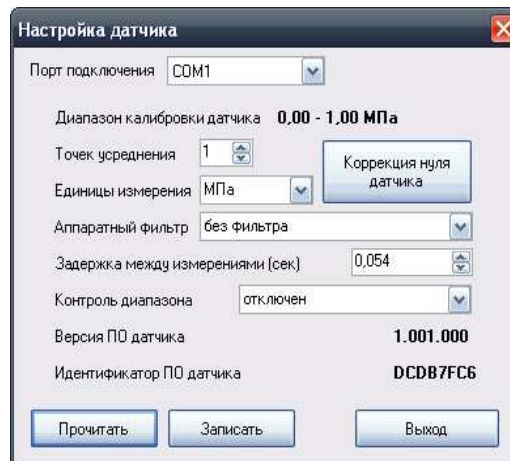 Настройка датчика
Порт подключения COM1
Диапазон калибровки датчика 0,00 - 1,00 МПа
Точек усреднения 1
Коррекция нуля
датчика
Единицы измерения МПа
Аппаратный фильтр без фильтра
Задержка между измерениями (сек) 0,054
Контроль диапазона отключен
Версия ПО датчика 1.001.000
Идентификатор ПО датчика DCDB7FC6
Прочитать Записать Выход